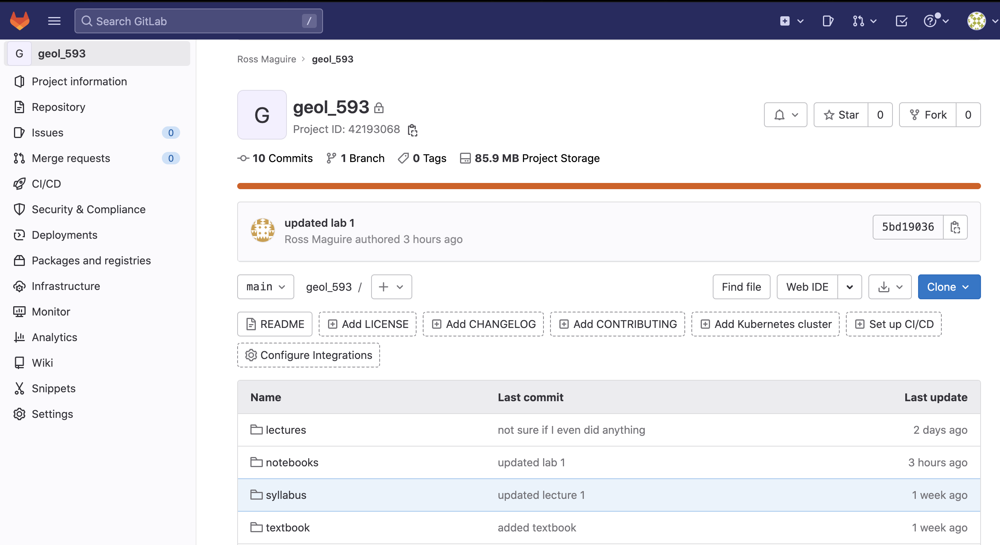 Search GitLab /
G geol_593
Project information
Repository
Issues 0
Merge requests 0
CI/CD
Security & Compliance
Deployments
Packages and registries
Infrastructure
Monitor
Analytics
Wiki
Snippets
Settings
Ross Maguire > geol_593
G
geol_593
Project ID: 42193068
Star 0
Fork 0
10 Commits 1 Branch 0 Tags 85.9 MB Project Storage
updated lab 1
Ross Maguire authored 3 hours ago
5bd19036
main geol_593 / + Find file Web IDE Clone
README Add LICENSE Add CHANGELOG Add CONTRIBUTING Add Kubernetes cluster Set up CI/CD
Configure Integrations
Name Last commit Last update
lectures not sure if I even did anything 2 days ago
notebooks updated lab 1 3 hours ago
syllabus updated lecture 1 1 week ago
textbook added textbook 1 week ago